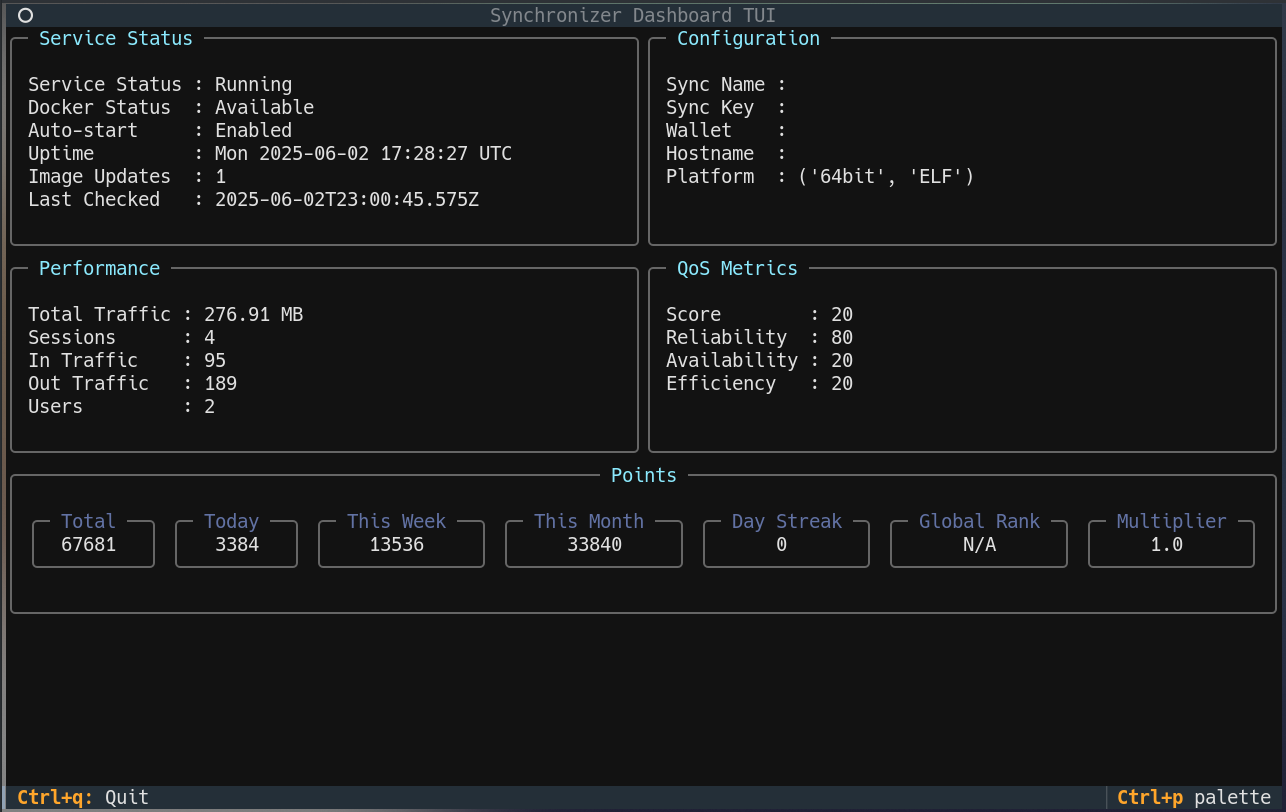 Synchronizer Dashboard TUI
Service Status
Service Status : Running
Docker Status : Available
Auto-start : Enabled
Uptime : Mon 2025-06-02 17:28:27 UTC
Image Updates : 1
Last Checked : 2025-06-02T23:00:45.575Z
Configuration
Sync Name :
Sync Key :
Wallet :
Hostname :
Platform : ('64bit', 'ELF')
Performance
Total Traffic : 276.91 MB
Sessions : 4
In Traffic : 95
Out Traffic : 189
Users : 2
QoS Metrics
Score : 20
Reliability : 80
Availability : 20
Efficiency : 20
Points
Total
67681
Today
3384
This Week
13536
This Month
33840
Day Streak
0
Global Rank
N/A
Multiplier
1.0
Ctrl+q: Quit
Ctrl+p palette